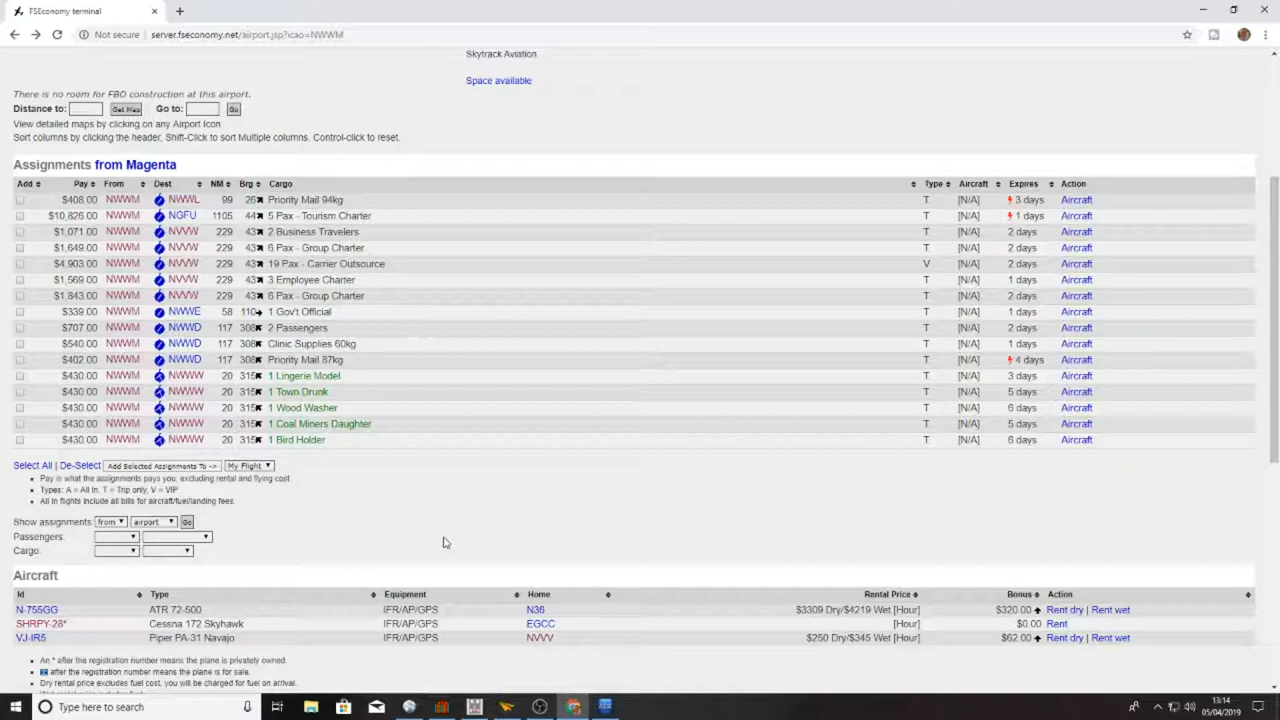 FSEconomy terminal
Not secure | server.fseconomy.net/airport.jsp?icao=NWWM
Skytrack Aviation
Space available
There is no room for FBO construction at this airport.
Distance to: Get Map Go to: Go
View detailed maps by clicking on any Airport Icon
Sort columns by clicking the header, Shift-Click to sort Multiple columns. Control-click to reset.
Assignments from Magenta
Add Pay From Dest NM Brg Cargo Type Aircraft Expires Action
$408.00 NWWM NWWL 99 26 Priority Mail 94kg T [N/A] 3 days Aircraft
$10,826.00 NWWM NGFU 1105 44 5 Pax - Tourism Charter T [N/A] 1 days Aircraft
$1,071.00 NWWM NVVW 229 43 2 Business Travelers T [N/A] 2 days Aircraft
$1,649.00 NWWM NVVW 229 43 6 Pax - Group Charter T [N/A] 2 days Aircraft
$4,903.00 NWWM NVVW 229 43 19 Pax - Carrier Outsource V [N/A] 2 days Aircraft
$1,569.00 NWWM NVVW 229 43 3 Employee Charter T [N/A] 1 days Aircraft
$1,843.00 NWWM NVVW 229 43 6 Pax - Group Charter T [N/A] 2 days Aircraft
$339.00 NWWM NWWE 58 110 1 Gov't Official T [N/A] 1 days Aircraft
$707.00 NWWM NWWD 117 308 2 Passengers T [N/A] 2 days Aircraft
$540.00 NWWM NWWD 117 308 Clinic Supplies 60kg T [N/A] 1 days Aircraft
$402.00 NWWM NWWD 117 308 Priority Mail 87kg T [N/A] 4 days Aircraft
$430.00 NWWM NWWW 20 315 1 Lingerie Model T [N/A] 3 days Aircraft
$430.00 NWWM NWWW 20 315 1 Town Drunk T [N/A] 5 days Aircraft
$430.00 NWWM NWWW 20 315 1 Wood Washer T [N/A] 6 days Aircraft
$430.00 NWWM NWWW 20 315 1 Coal Miners Daughter T [N/A] 5 days Aircraft
$430.00 NWWM NWWW 20 315 1 Bird Holder T [N/A] 6 days Aircraft
Select All | De-Select Add Selected Assignments To -> My Flight
Pay is what the assignments pays you, excluding rental and flying cost
Types: A = All In, T = Trip only, V = VIP
All in flights include all bills for aircraft/fuel/landing fees.
Show assignments from airport Go
Passengers:
Cargo:
Aircraft
Id Type Equipment Home Rental Price Bonus Action
N-755GG ATR 72-500 IFR/AP/GPS N36 $3309 Dry/$4219 Wet [Hour] $320.00 Rent dry | Rent wet
SHRPY-28* Cessna 172 Skyhawk IFR/AP/GPS EGCC [Hour] $0.00 Rent
VJ-IR5 Piper PA-31 Navajo IFR/AP/GPS NVVV $250 Dry/$345 Wet [Hour] $62.00 Rent dry | Rent wet
An * after the registration number means the plane is privately owned.
after the registration number means the plane is for sale.
Dry rental price excludes fuel cost, you will be charged for fuel on arrival.
Type here to search
13:14
05/04/2019